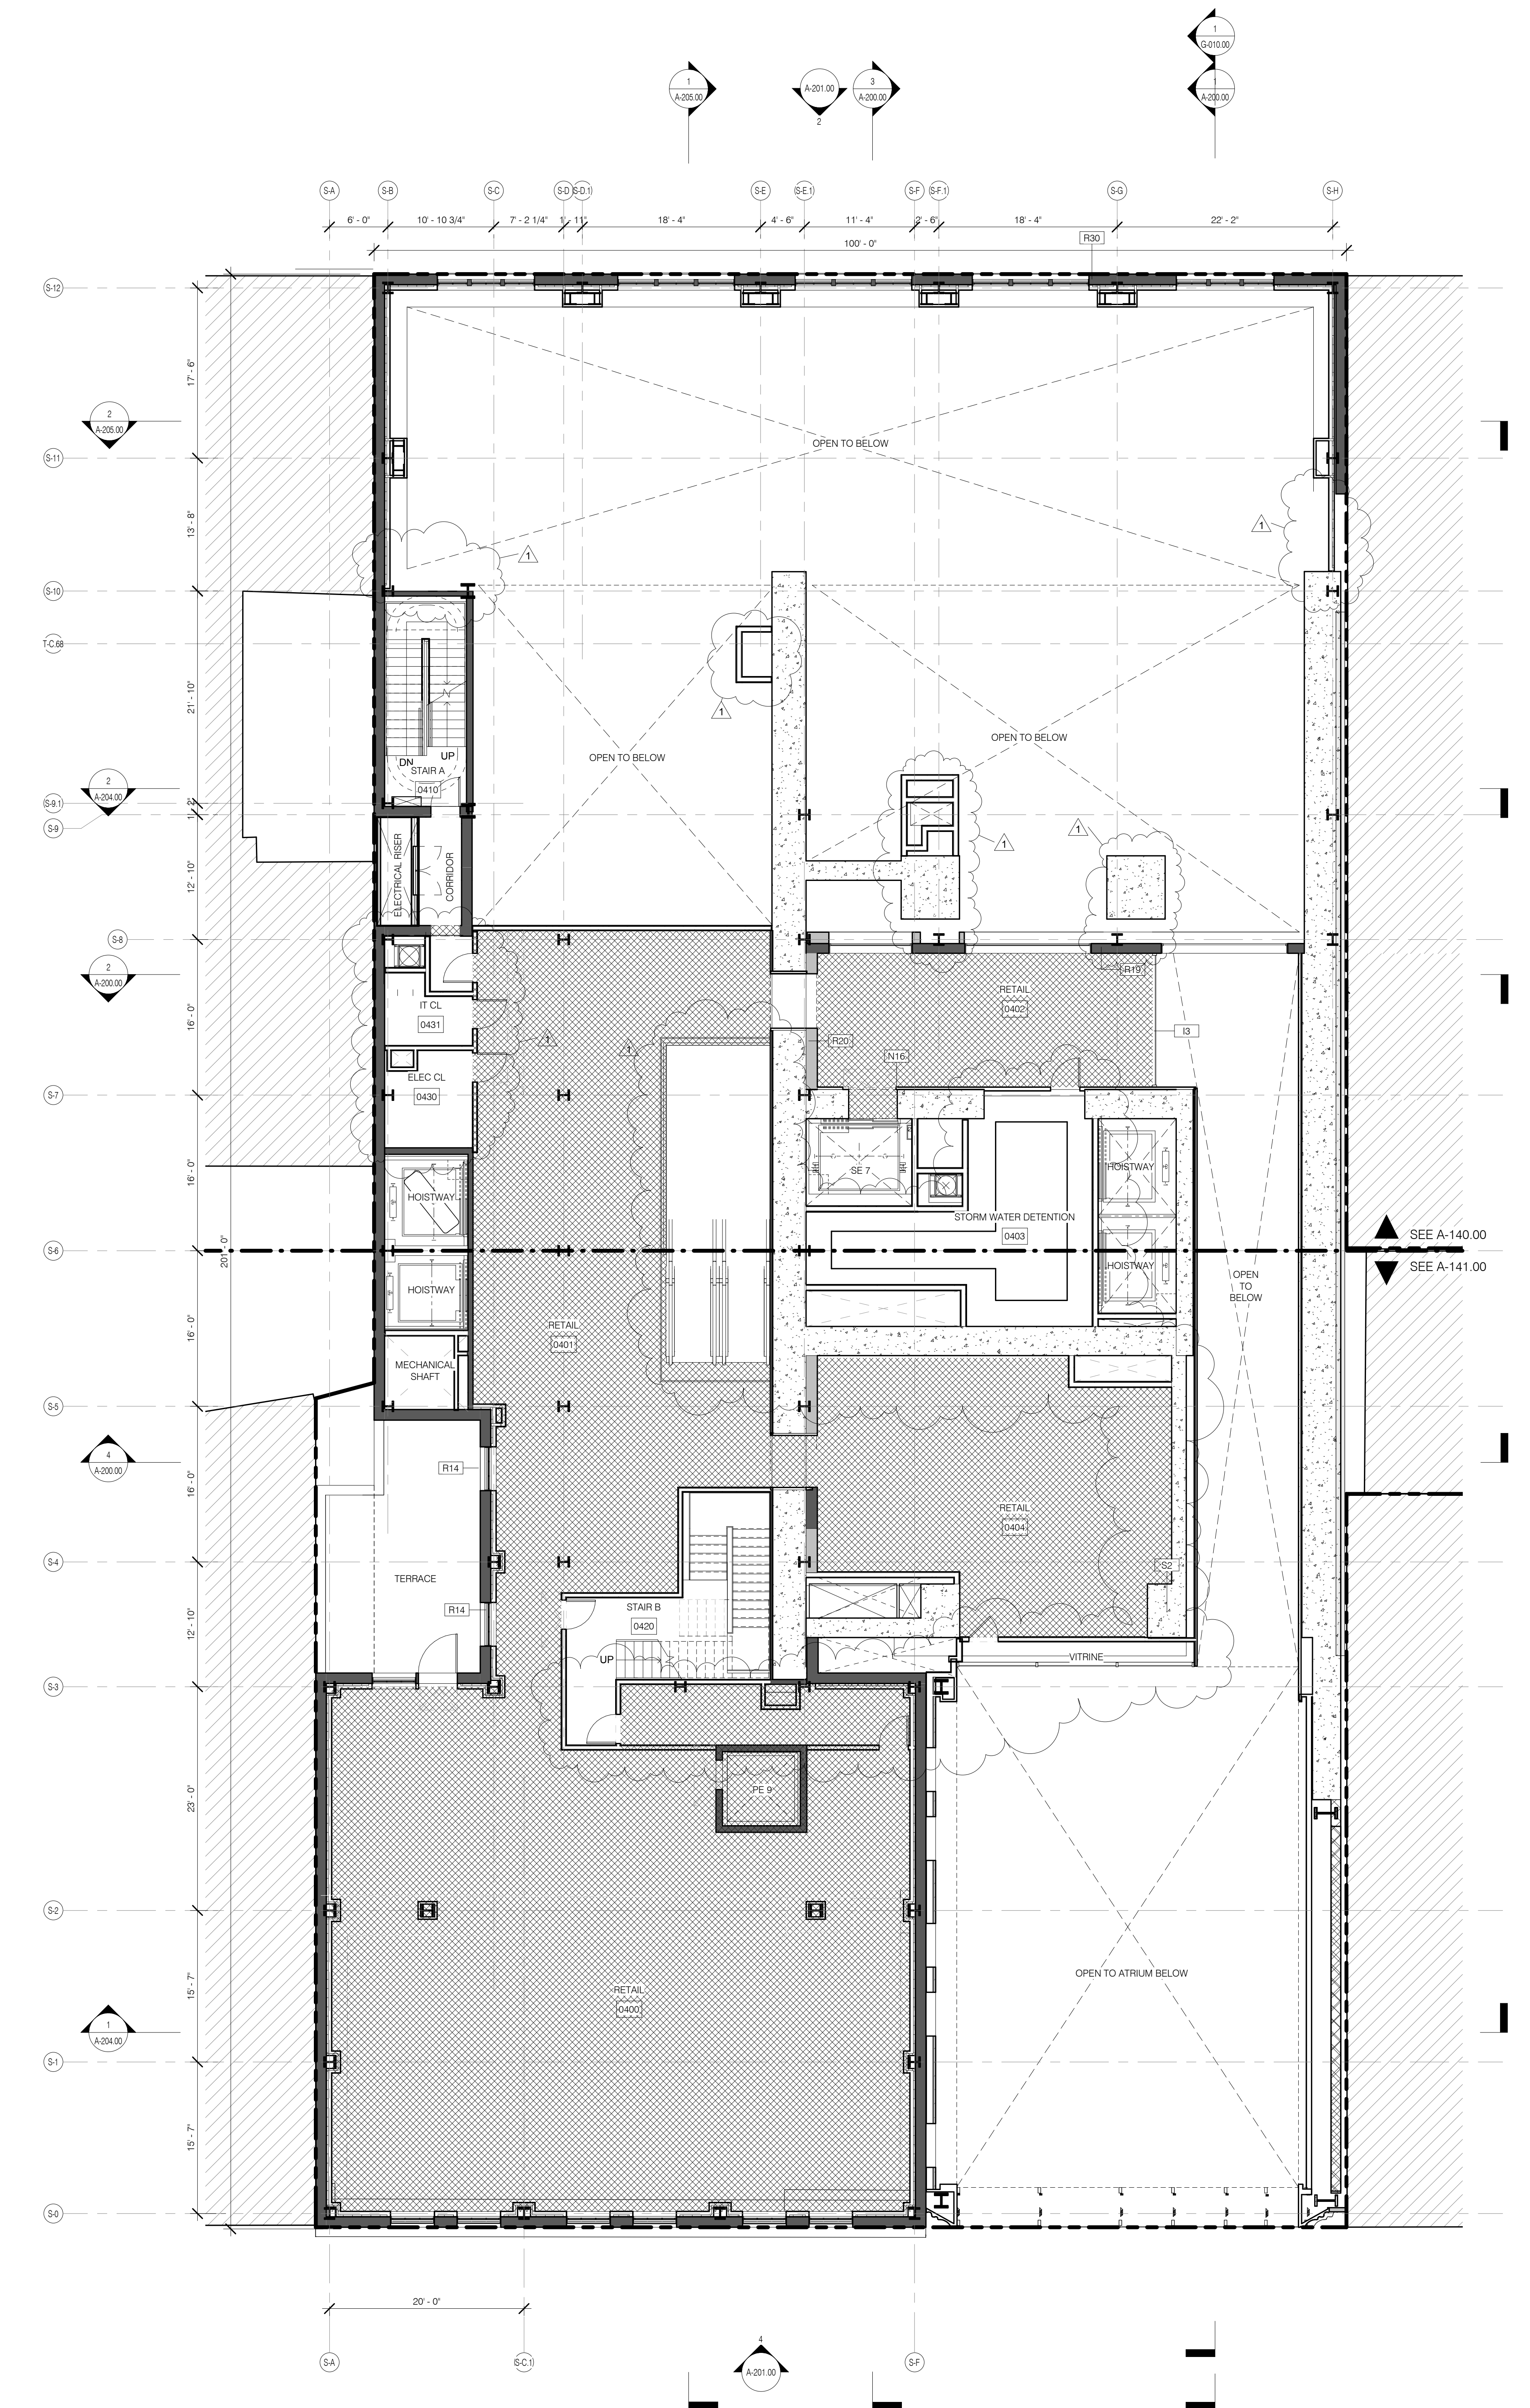 1
G-010.00
1
A-205.00
A-201.00
2
3
A-200.00
1
A-200.00
S-A
S-B
S-C
S-D
S-D.1
S-E
S-E.1
S-F
S-F.1
S-G
S-H
6' - 0"
10' - 10 3/4"
7' - 2 1/4"
1' - 11"
18' - 4"
4' - 6"
11' - 4"
2' - 6"
18' - 4"
22' - 2"
100' - 0"
R30
S-12
17' - 6"
2
A-205.00
OPEN TO BELOW
S-11
13' - 8"
1
1
S-10
T-C.68
21' - 10"
1
DN
UP
STAIR A
0410
OPEN TO BELOW
OPEN TO BELOW
2
A-204.00
S-9.1
S-9
1
1
ELECTRICAL RISER
CORRIDOR
12' - 10"
S-8
2
A-200.00
R19
RETAIL
0402
IT CL
0431
16' - 0"
I3
1
1
R20
N16
ELEC CL
0430
S-7
16' - 0"
HOISTWAY
SE 7
HOISTWAY
STORM WATER DETENTION
0403
201' - 0"
S-6
SEE A-140.00
SEE A-141.00
HOISTWAY
HOISTWAY
OPEN
TO
BELOW
16' - 0"
RETAIL
0401
MECHANICAL
SHAFT
S-5
4
A-200.00
R14
16' - 0"
RETAIL
0404
S-4
S2
TERRACE
R14
STAIR B
0420
12' - 10"
UP
VITRINE
S-3
PE 9
23' - 0"
S-2
OPEN TO ATRIUM BELOW
RETAIL
0400
15' - 7"
1
A-204.00
S-1
15' - 7"
S-0
20' - 0"
S-A
S-C.1
S-F
4
A-201.00